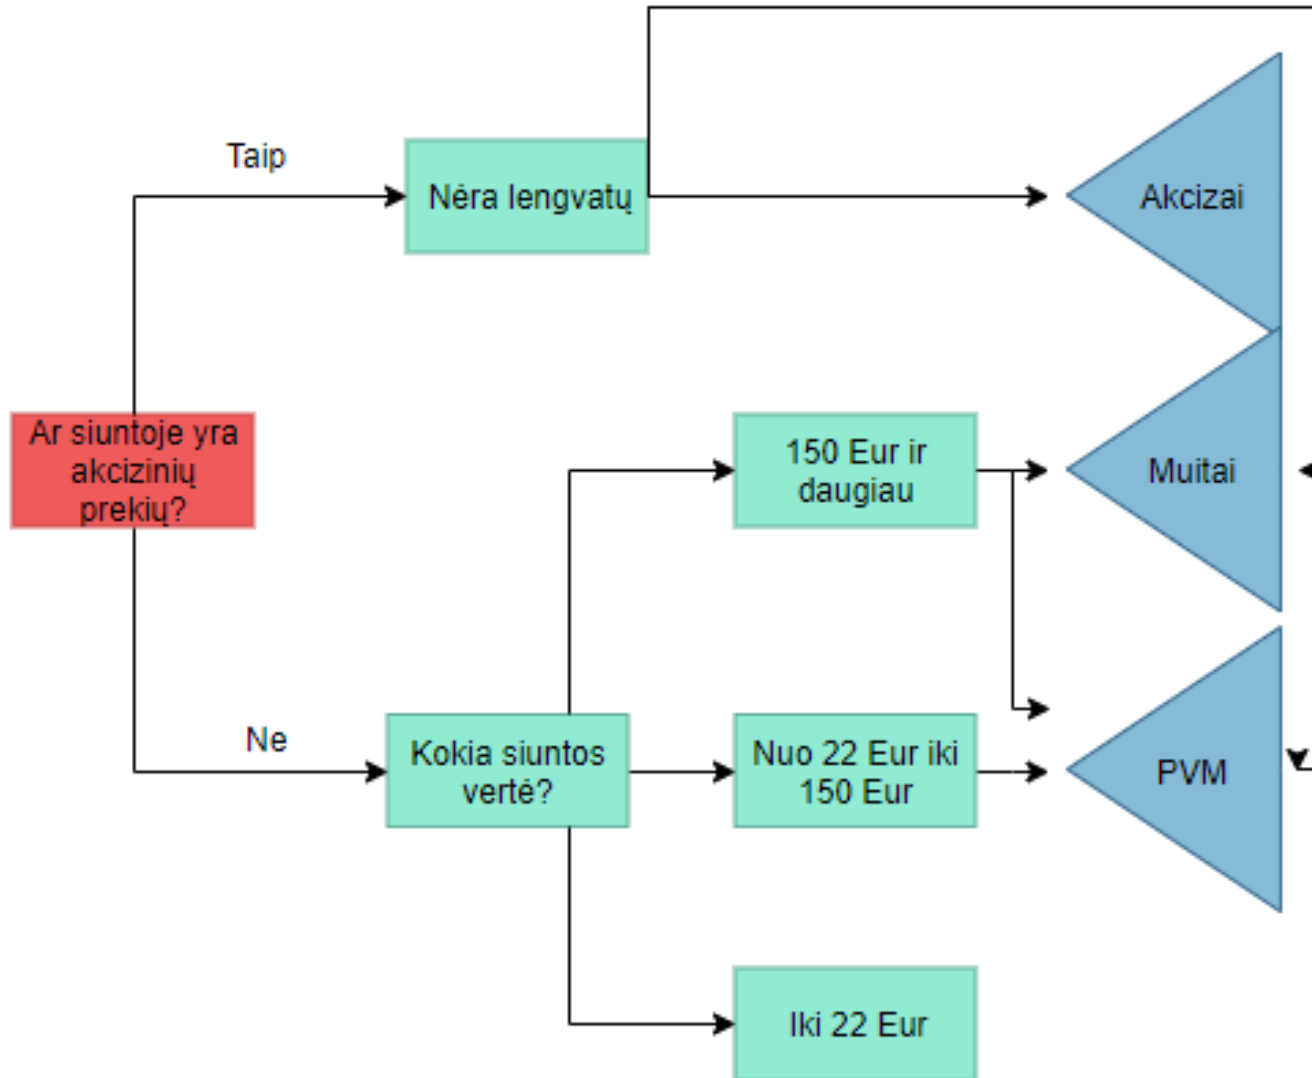 Taip
Nėra lengvatų
Akcizai
Ar siuntoje yra
akcizinių
prekių?
150 Eur ir
daugiau
Muitai
Ne
Kokia siuntos
vertė?
Nuo 22 Eur iki
150 Eur
PVM
Iki 22 Eur